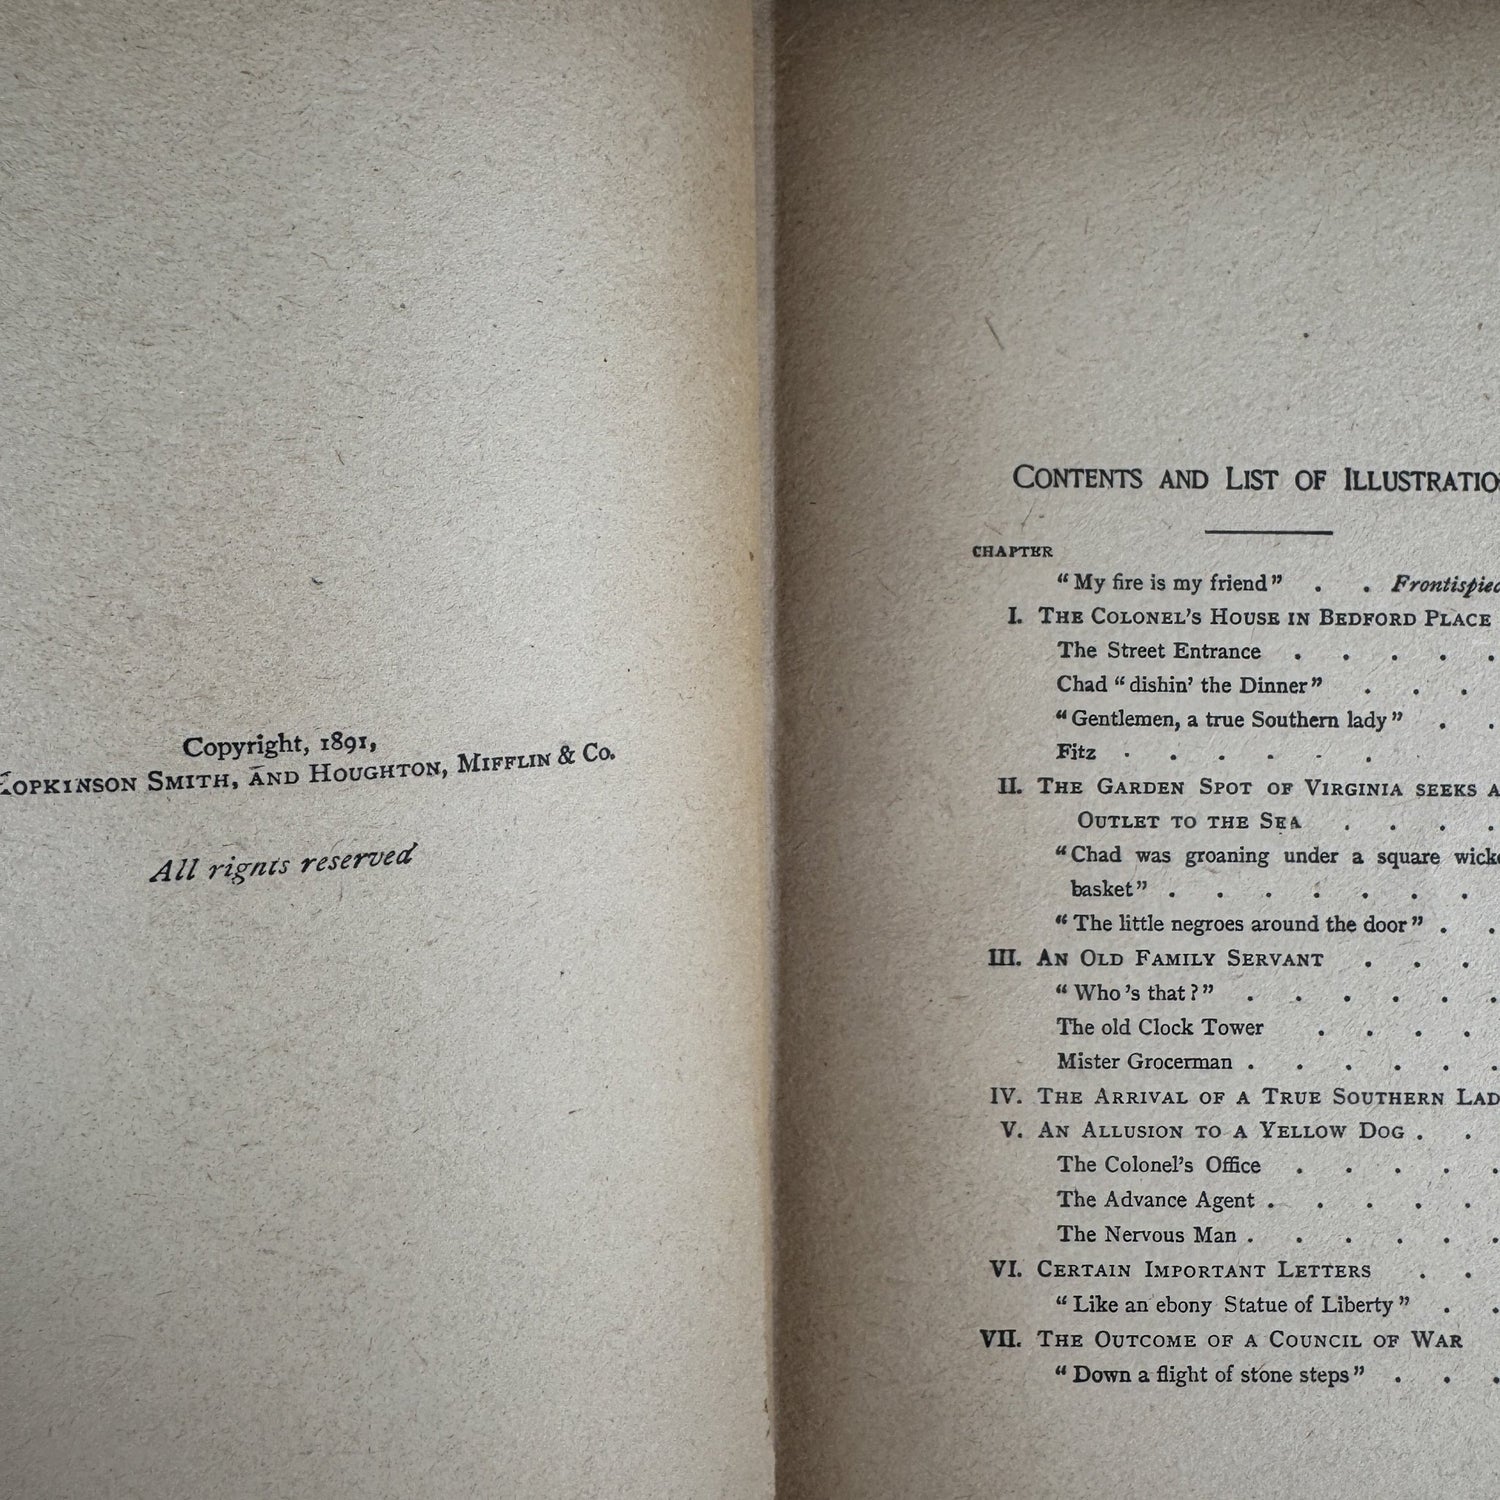 Copyright, 1891,
HOPKINSON SMITH, AND HOUGHTON, MIFFLIN & Co.
All rights reserved
CONTENTS AND LIST OF ILLUSTRATIO
CHAPTER
“My fire is my friend” . . Frontispiec
I. THE COLONEL’S HOUSE IN BEDFORD PLACE
The Street Entrance . . . . .
Chad “dishin’ the Dinner” . . .
“Gentlemen, a true Southern lady” . .
Fitz . . . . . .
II. THE GARDEN SPOT OF VIRGINIA SEEKS A
OUTLET TO THE SEA . . . .
“Chad was groaning under a square wicke
basket” . . . . . . .
“The little negroes around the door” . .
III. AN OLD FAMILY SERVANT . . .
“Who’s that?” . . . . . .
The old Clock Tower . . . .
Mister Grocerman . . . . . .
IV. THE ARRIVAL OF A TRUE SOUTHERN LAD
V. AN ALLUSION TO A YELLOW DOG . .
The Colonel’s Office . . . . .
The Advance Agent . . . . .
The Nervous Man . . . . . .
VI. CERTAIN IMPORTANT LETTERS . .
“Like an ebony Statue of Liberty” . .
VII. THE OUTCOME OF A COUNCIL OF WAR
“Down a flight of stone steps” . . .